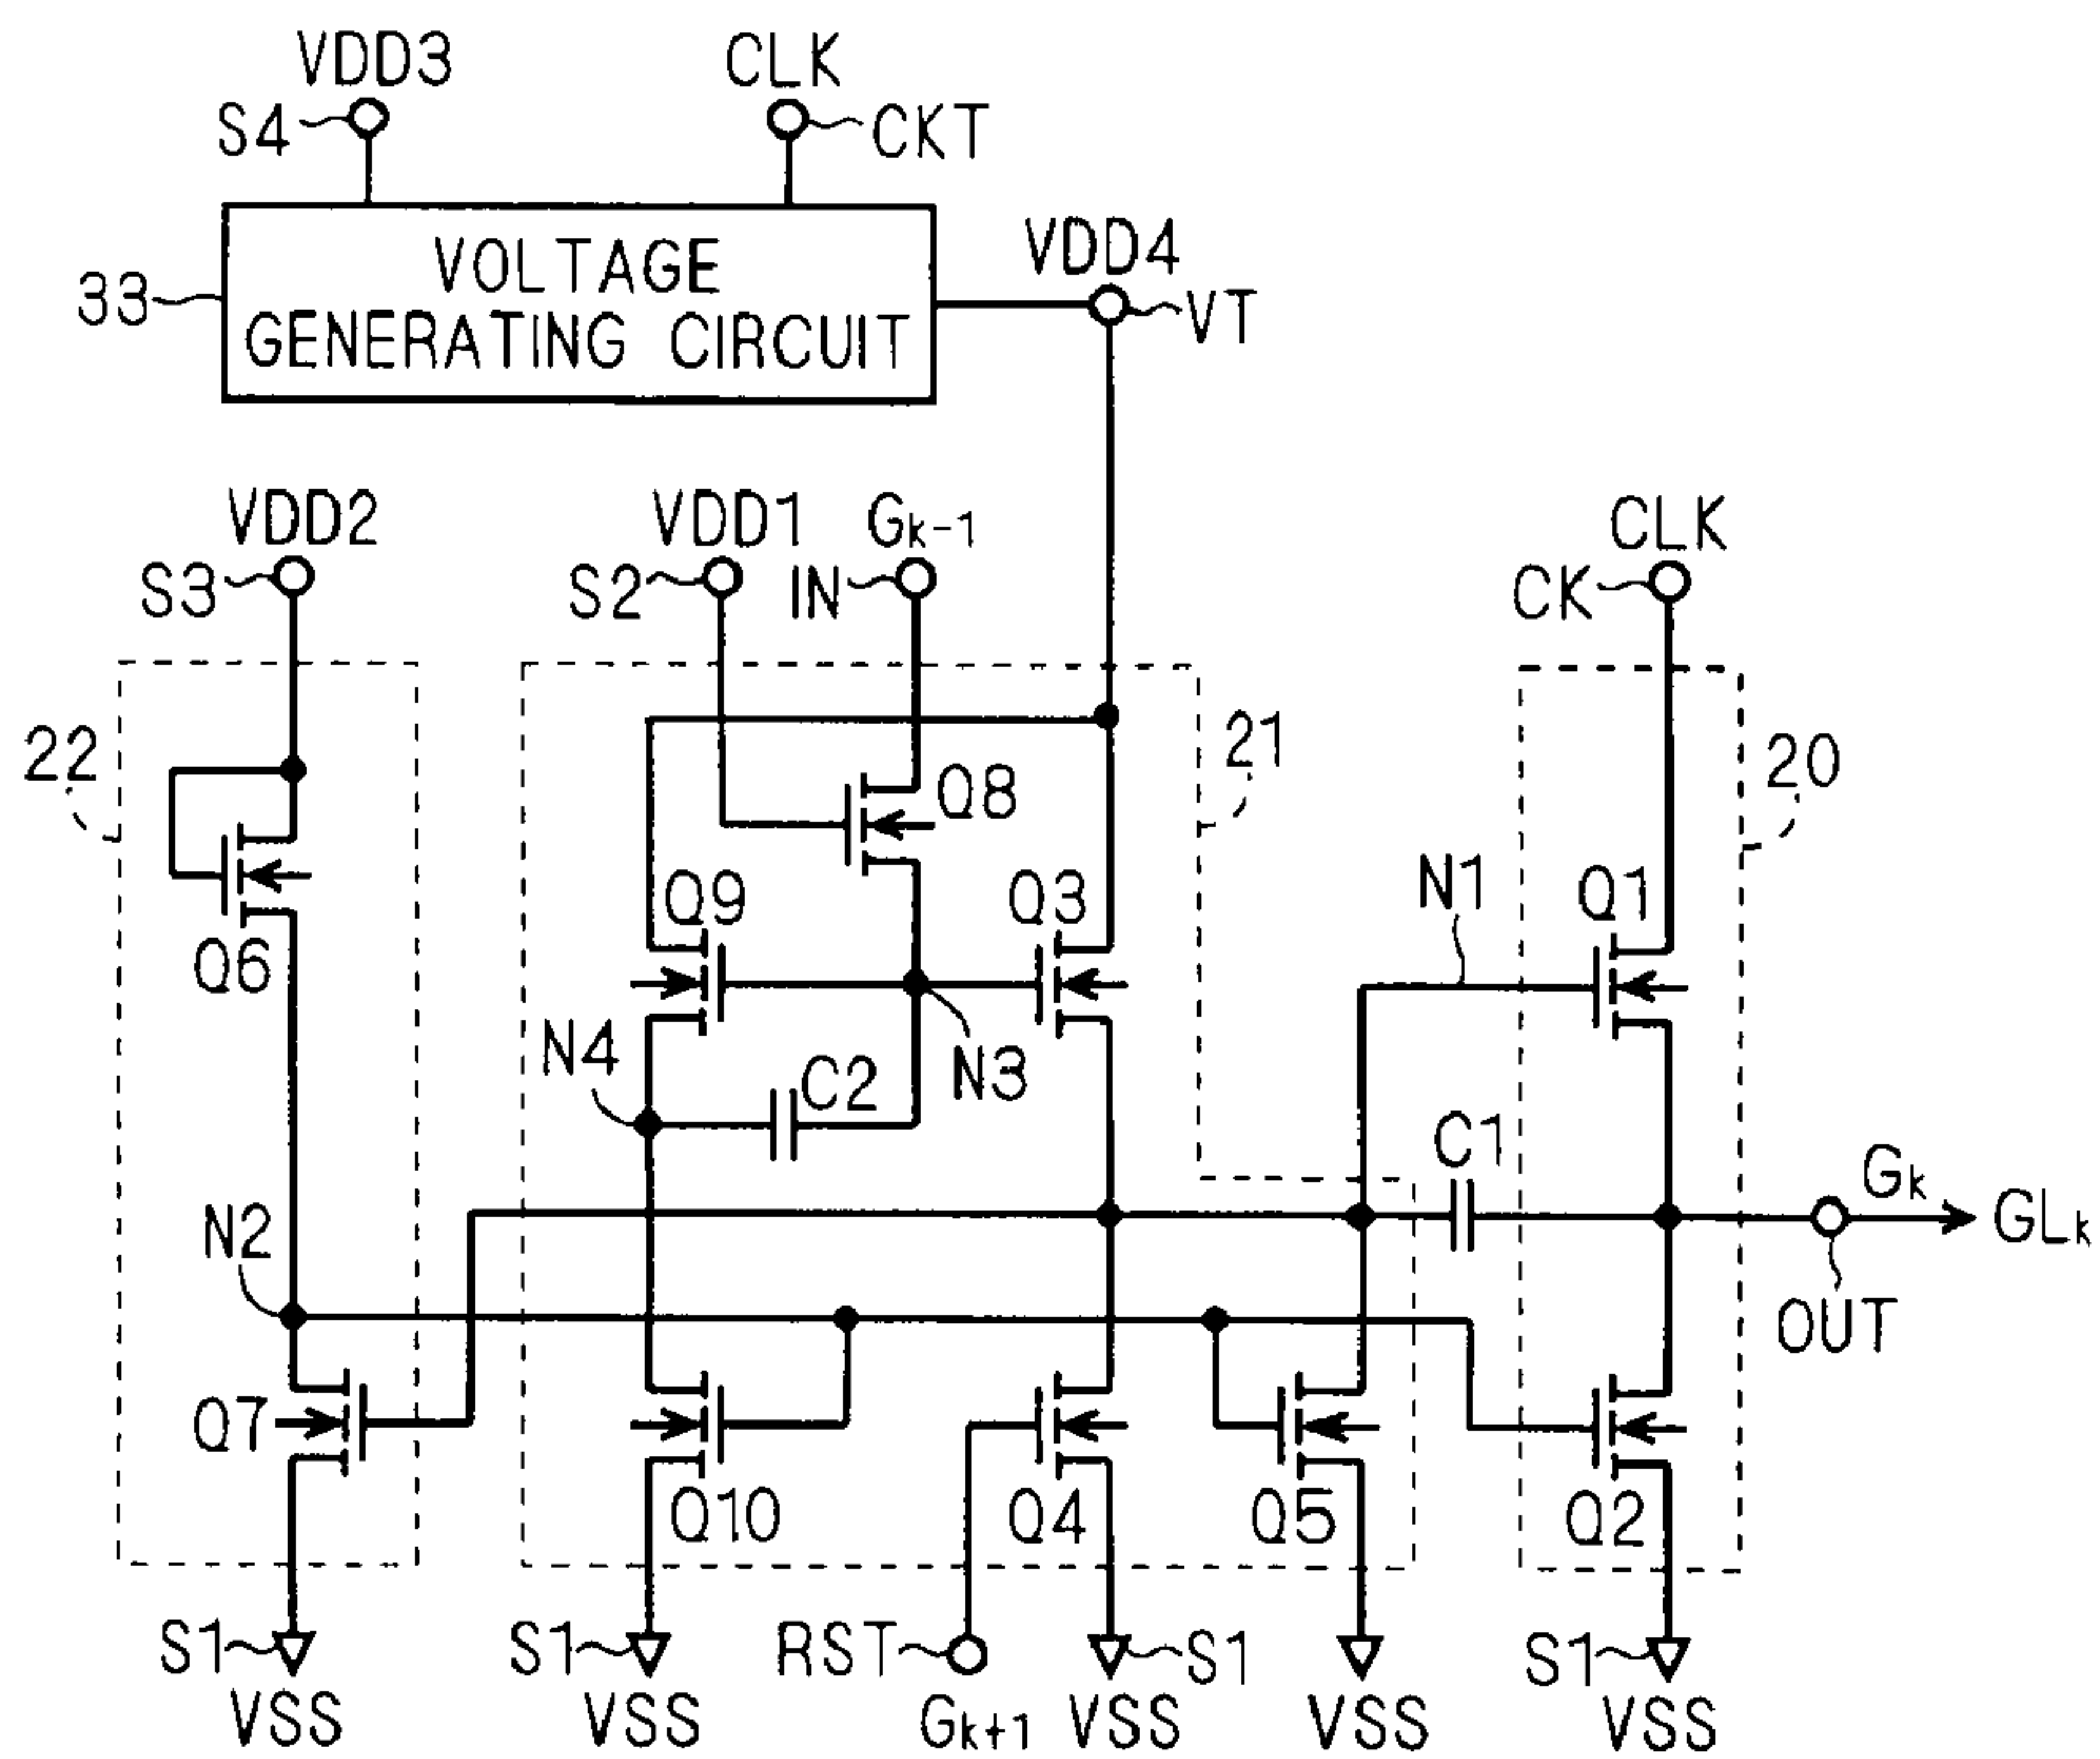 VDD3
CLK
S4
CKT
VOLTAGE
GENERATING CIRCUIT
33
VDD4
VT
VDD2
VDD1
Gk-1
CLK
S3
S2
IN
CK
22
21
20
Q8
Q6
Q9
Q3
N1
Q1
N4
C2
N3
C1
Gk
GLk
N2
OUT
Q7
Q10
Q4
Q5
Q2
S1
S1
RST
S1
S1
VSS
VSS
Gk+1
VSS
VSS
VSS